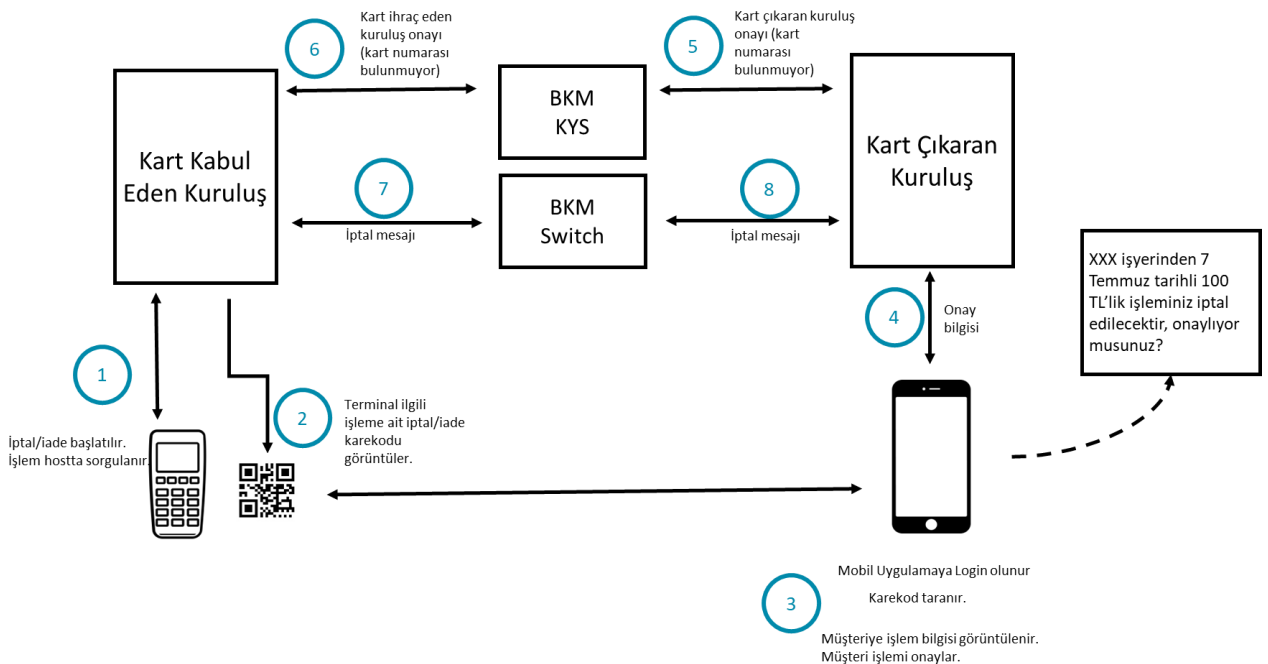 6
Kart ihraç eden
kuruluş onayı
(kart numarası
bulunmuyor)
5
Kart çıkaran kuruluş
onayı (kart
numarası
bulunmuyor)
Kart Kabul
Eden Kuruluş
BKM
KYS
Kart Çıkaran
Kuruluş
7
İptal mesajı
BKM
Switch
8
İptal mesajı
XXX işyerinden 7
Temmuz tarihli 100
TL’lik işleminiz iptal
edilecektir, onaylıyor
musunuz?
4
Onay
bilgisi
1
İptal/iade başlatılır.
İşlem hostta sorgulanır.
2
Terminal ilgili
işleme ait iptal/iade
karekodu
görüntüler.
3
Mobil Uygulamaya Login olunur
Karekod taranır.
Müşteriye işlem bilgisi görüntülenir.
Müşteri işlemi onaylar.